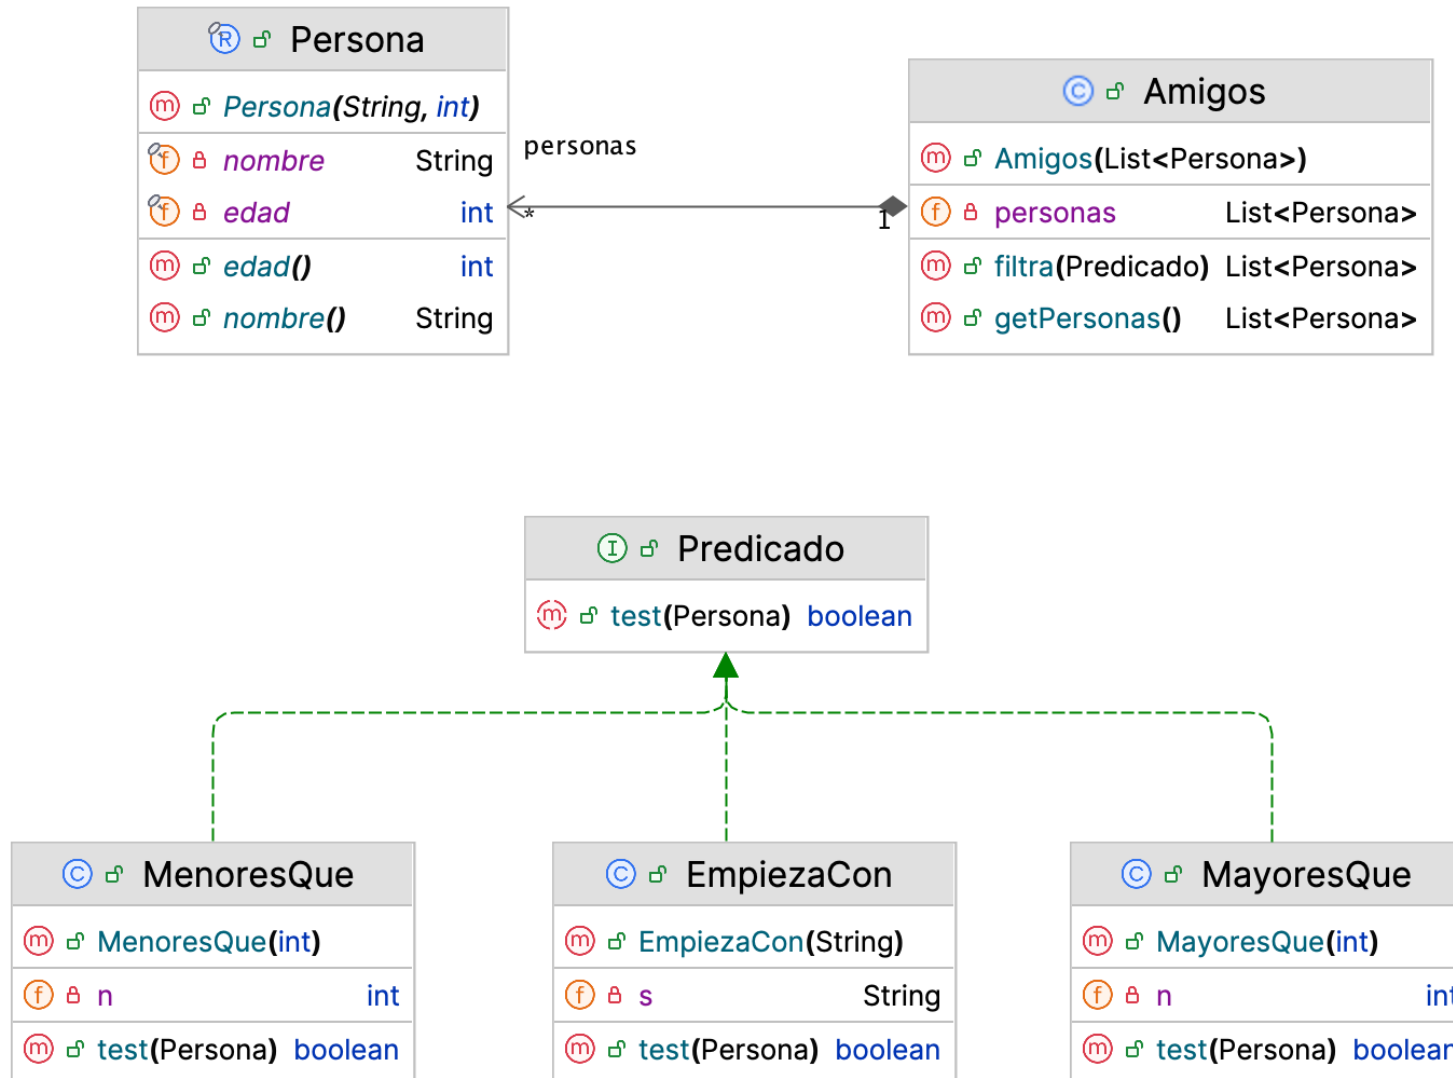 Persona
Persona(String, int)
nombre String
edad int
edad() int
nombre() String
personas
*
1
Amigos
Amigos(List<Persona>)
personas List<Persona>
filtra(Predicado) List<Persona>
getPersonas() List<Persona>
Predicado
test(Persona) boolean
MenoresQue
MenoresQue(int)
n int
test(Persona) boolean
EmpiezaCon
EmpiezaCon(String)
s String
test(Persona) boolean
MayoresQue
MayoresQue(int)
n int
test(Persona) boolean